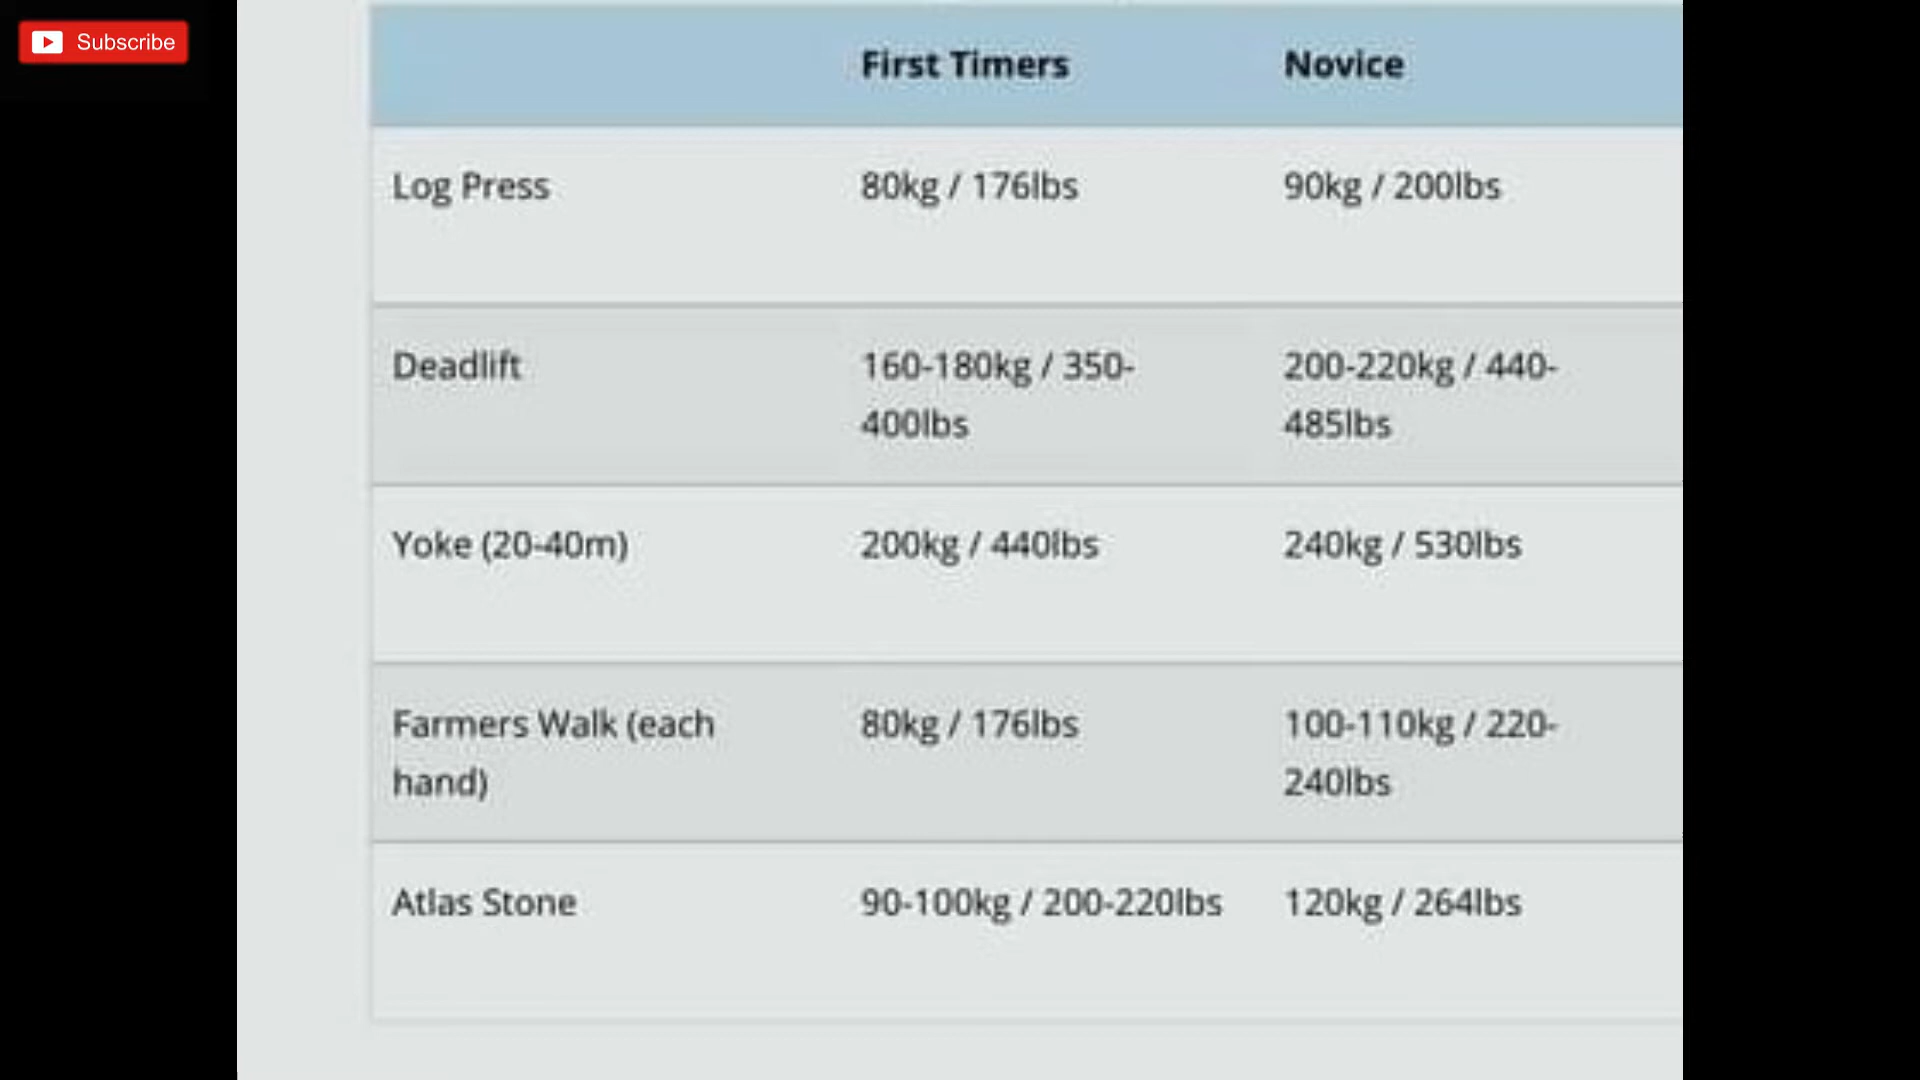 Subscribe
First Timers Novice
Log Press 80kg / 176lbs 90kg / 200lbs
Deadlift 160-180kg / 350- 200-220kg / 440-
400lbs 485lbs
Yoke (20-40m) 200kg / 440lbs 240kg / 530lbs
Farmers Walk (each 80kg / 176lbs 100-110kg / 220-
hand) 240lbs
Atlas Stone 90-100kg / 200-220lbs 120kg / 264lbs